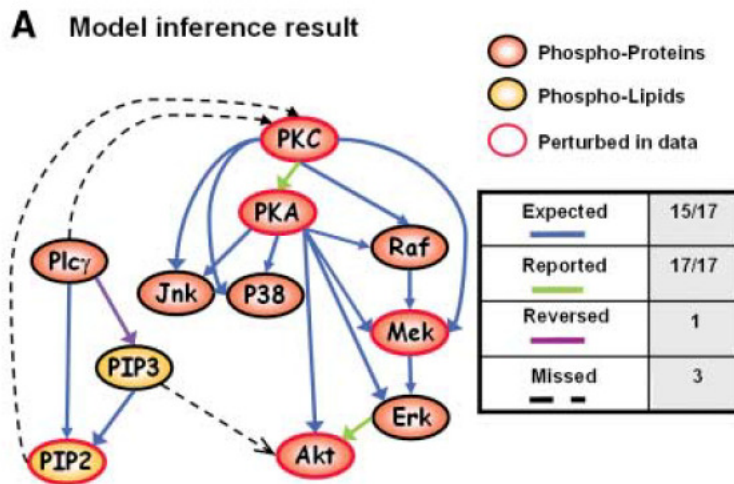 A Model inference result
Phospho-Proteins
Phospho-Lipids
Perturbed in data
PKC
PKA
Plcγ
Raf
Jnk
P38
Mek
PIP3
Erk
PIP2
Akt
Expected 15/17
Reported 17/17
Reversed 1
Missed 3